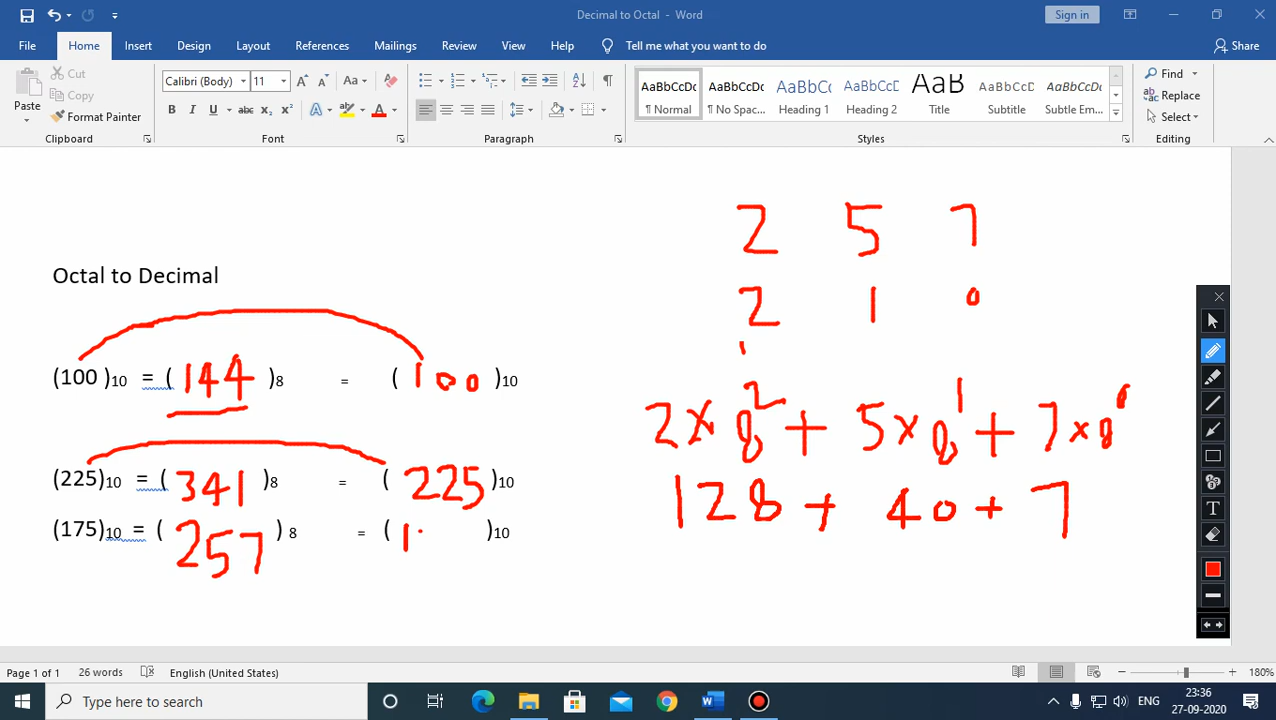 Decimal to Octal - Word
Sign in
File Home Insert Design Layout References Mailings Review View Help Tell me what you want to do Share
Paste
Cut
Copy
Format Painter
Clipboard
Calibri (Body) 11 Aa
B I U abc x₂ x² A A
Font
Paragraph
AaBbCcDc AaBbCcDc AaBbCc AaBbCcD AaB AaBbCcD AaBbCcDc
¶ Normal ¶ No Spac... Heading 1 Heading 2 Title Subtitle Subtle Em...
Styles
Find
Replace
Select
Editing
Octal to Decimal
(100 )10 = ( 144 )8 = ( 100 )10
(225)10 = ( 341 )8 = ( 225 )10
(175)10 = ( 257 ) 8 = ( 1 )10
2 5 7
2 1 0
2 x 8² + 5 x 8¹ + 7 x 8⁰
128 + 40 + 7
Page 1 of 1 26 words English (United States) 180%
Type here to search
ENG
23:36
27-09-2020